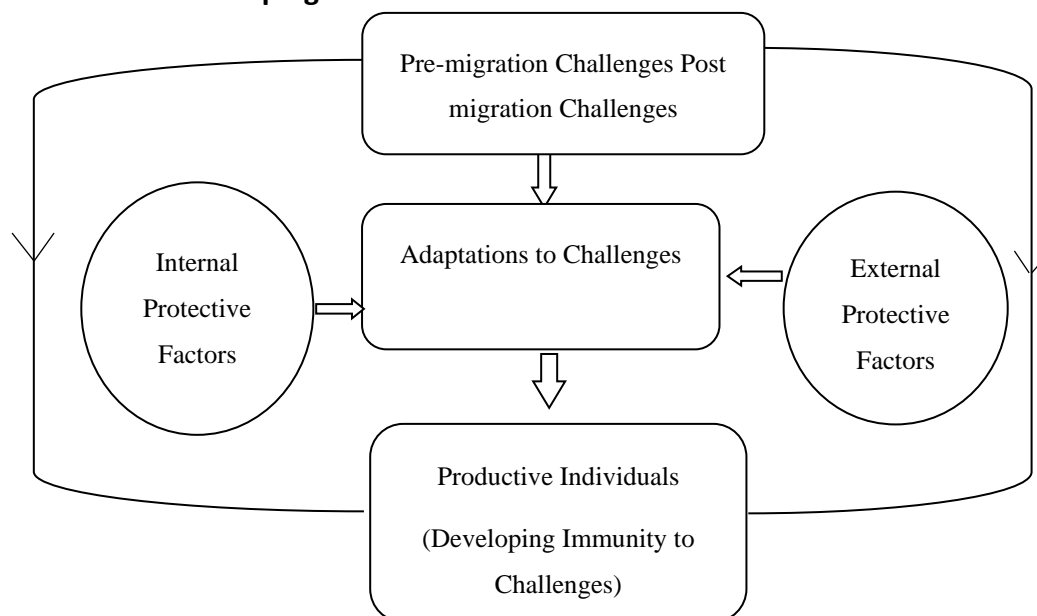 Pre-migration Challenges Post
migration Challenges
Adaptations to Challenges
Internal
Protective
Factors
External
Protective
Factors
Productive Individuals
(Developing Immunity to
Challenges)